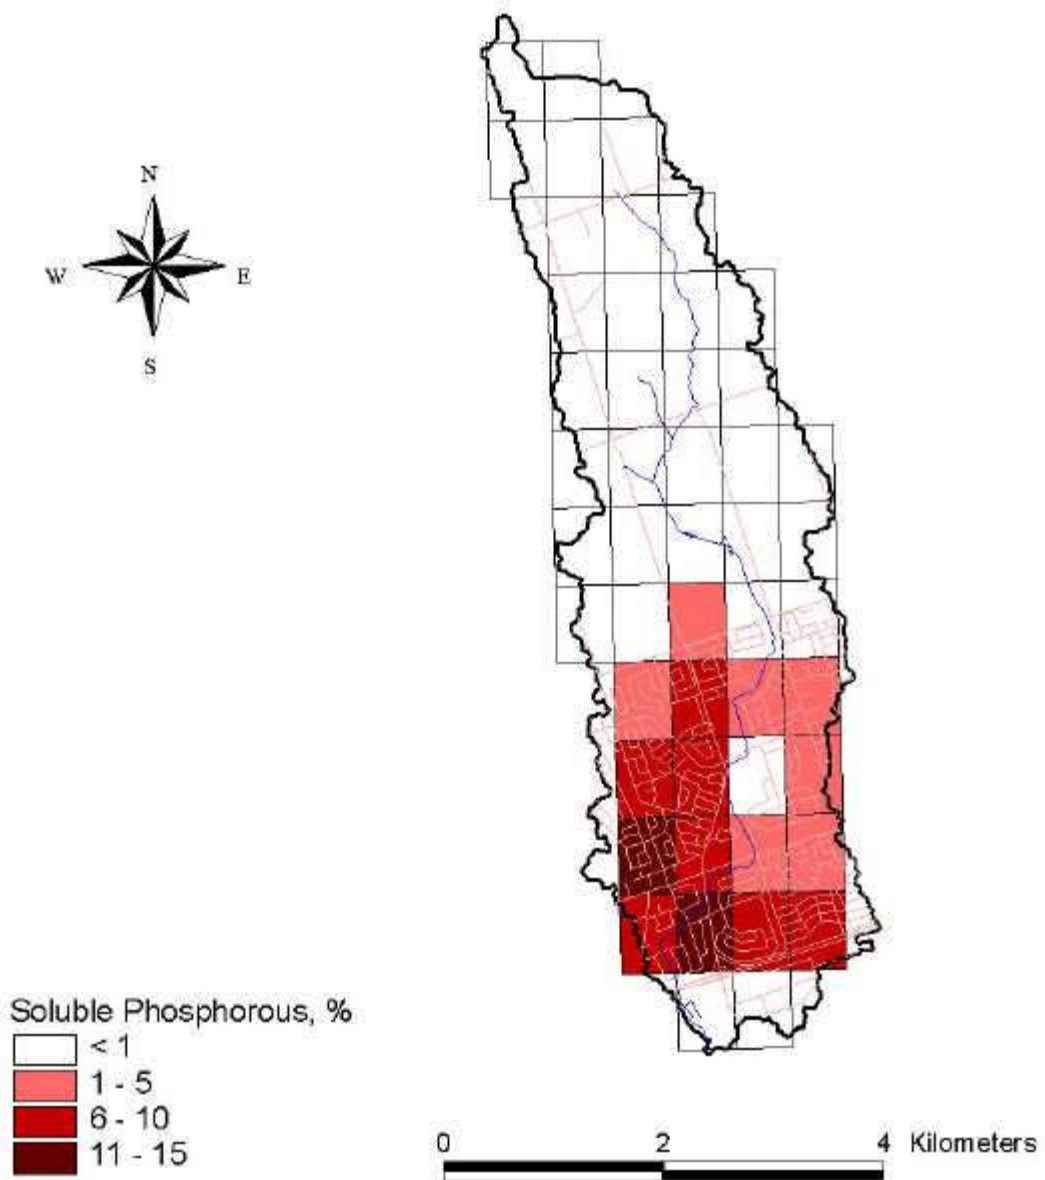 N
W E
S
Soluble Phosphorous, %
< 1
1 - 5
6 - 10
11 - 15
0 2 4 Kilometers